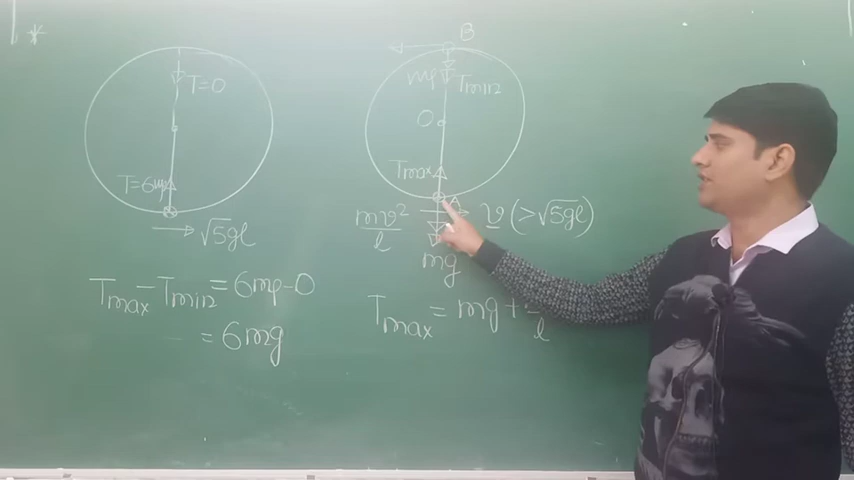 *
T=0
T=6mg
√5gl
Tmax-Tmin = 6mg-0
= 6mg
B
mg
Tmin
O
Tmax
A
mv²/l
v (>√5gl)
mg
Tmax = mg +
l